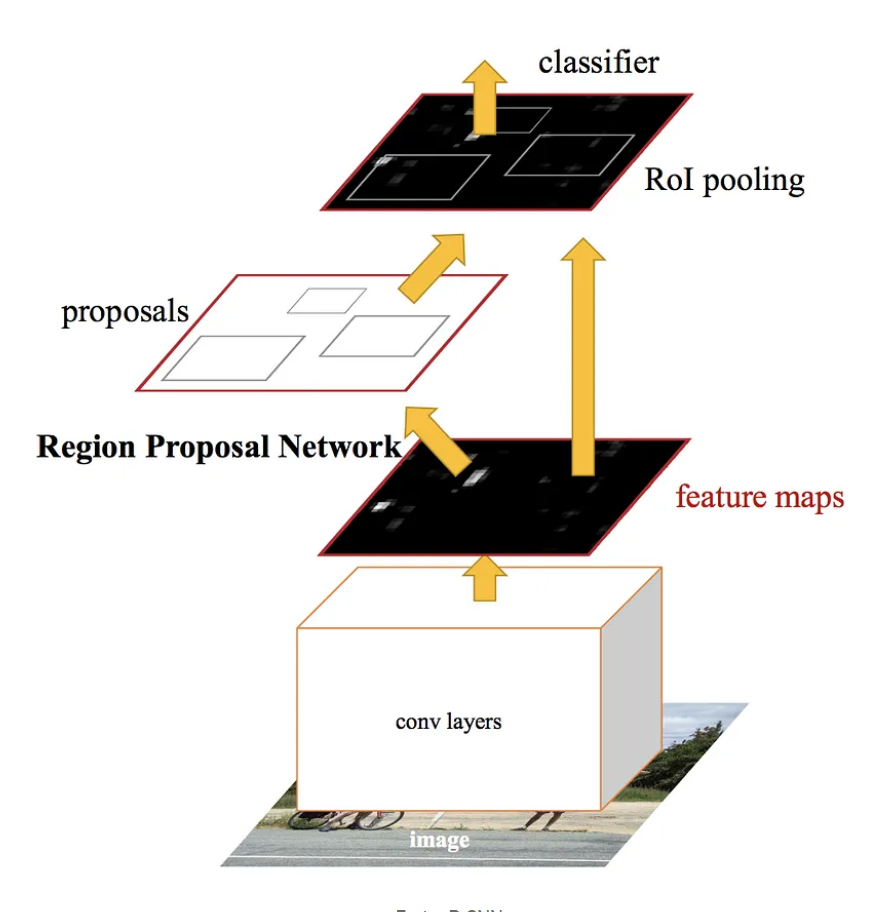 classifier
RoI pooling
proposals
Region Proposal Network
feature maps
conv layers
image